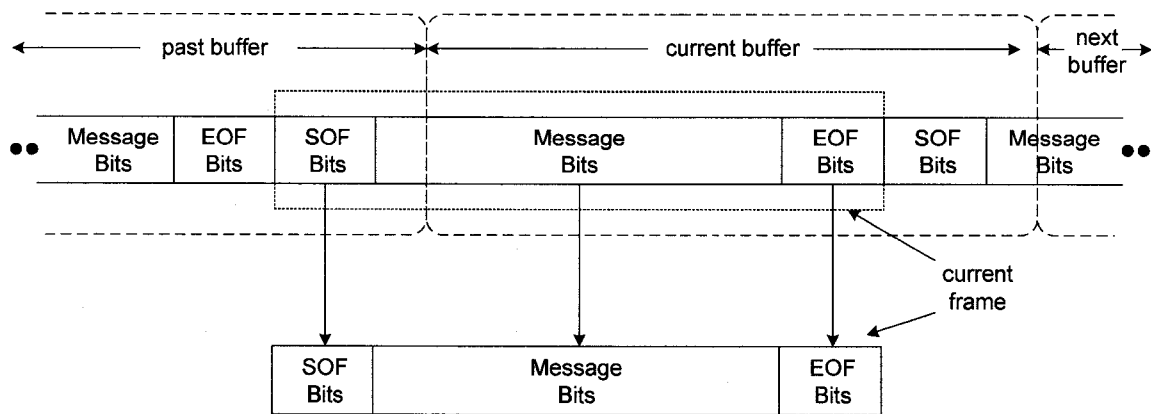 past buffer
current buffer
next
buffer
Message
Bits
EOF
Bits
SOF
Bits
Message
Bits
EOF
Bits
SOF
Bits
Message
Bits
current
frame
SOF
Bits
Message
Bits
EOF
Bits